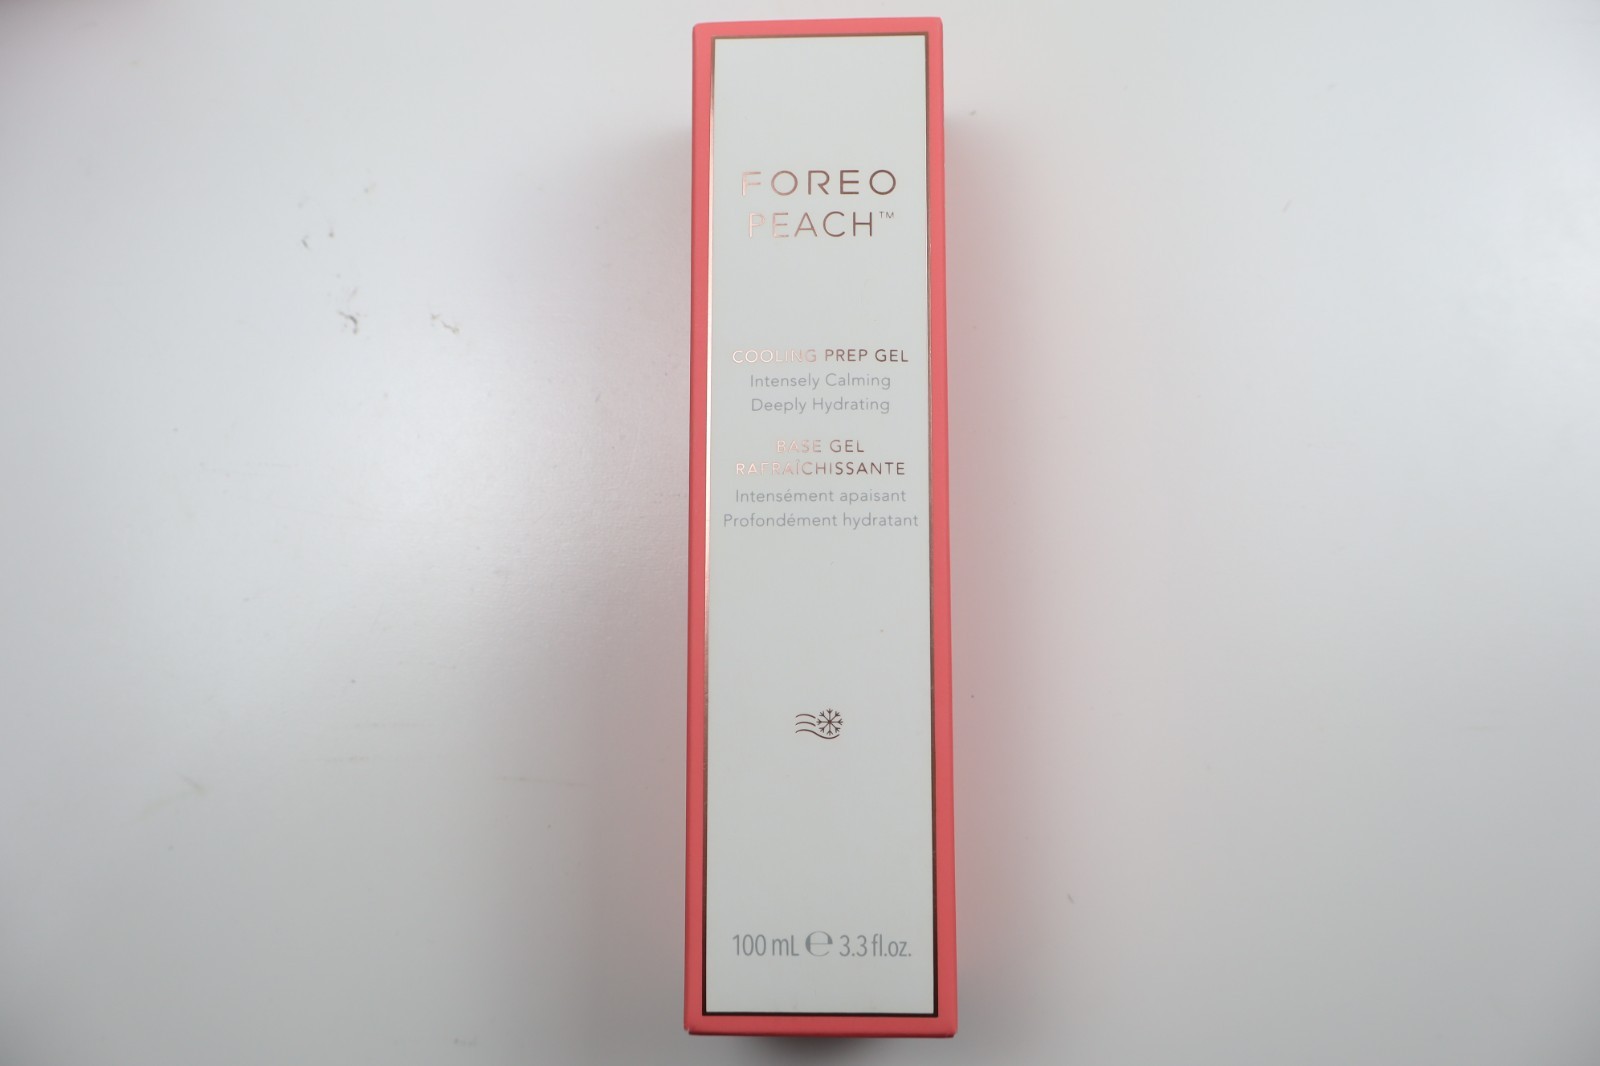 FOREO
PEACH™
COOLING PREP GEL
Intensely Calming
Deeply Hydrating
BASE GEL
RAFRAÎCHISSANTE
Intensément apaisant
Profondément hydratant
100 mL ℮ 3.3 fl.oz.